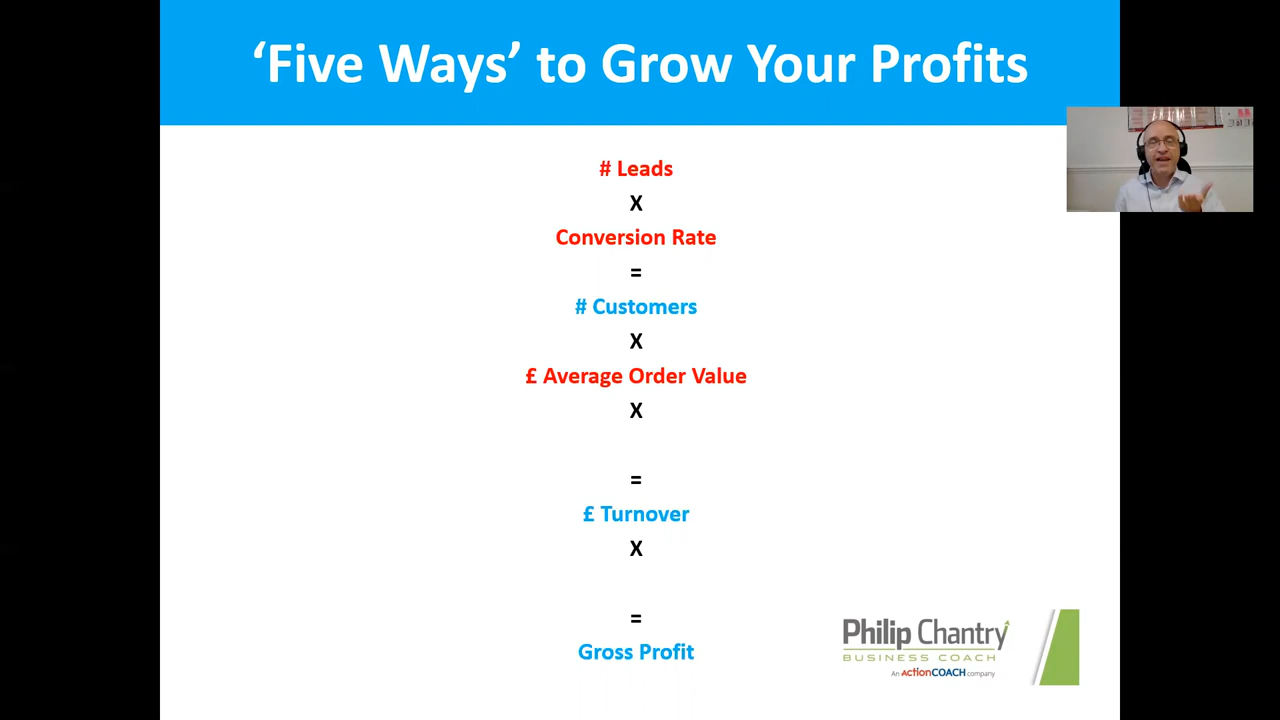 ‘Five Ways’ to Grow Your Profits
# Leads
X
Conversion Rate
=
# Customers
X
£ Average Order Value
X
=
£ Turnover
X
=
Gross Profit
Philip Chantry
BUSINESS COACH
An ActionCOACH company